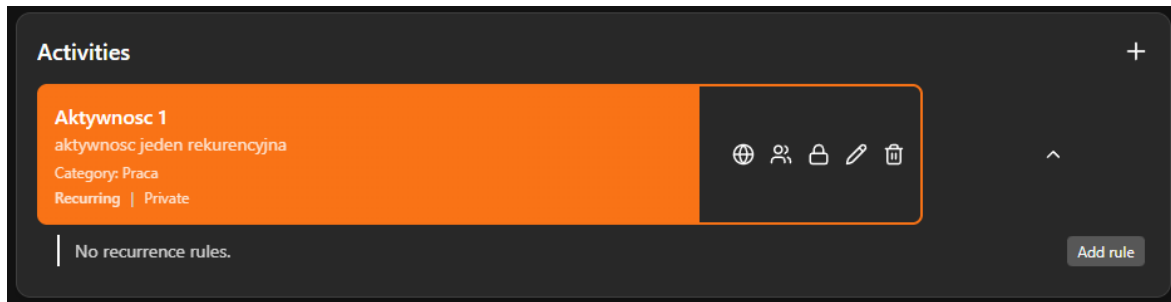 Activities
Aktywnosc 1
aktywnosc jeden rekurencyjna
Category: Praca
Recurring | Private
No recurrence rules.
Add rule